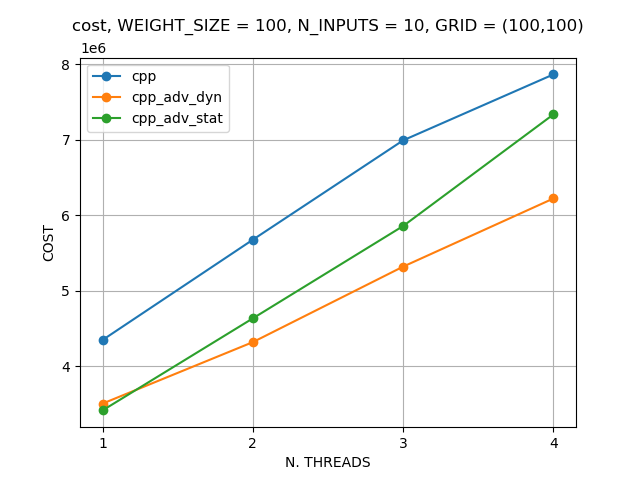 cost, WEIGHT_SIZE = 100, N_INPUTS = 10, GRID = (100,100)
1e6
8
7
6
5
4
COST
cpp
cpp_adv_dyn
cpp_adv_stat
1 2 3 4
N. THREADS